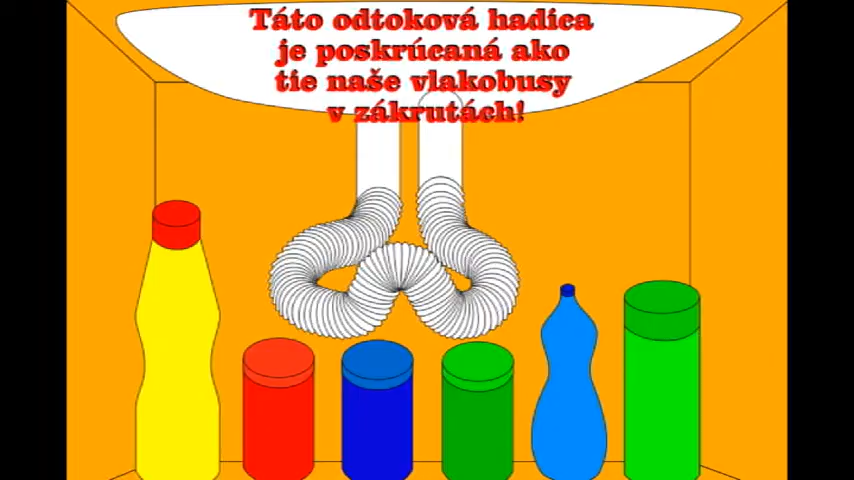 Táto odtoková hadica
je poskrúcaná ako
tie naše vlakobusy
v zákrutách!